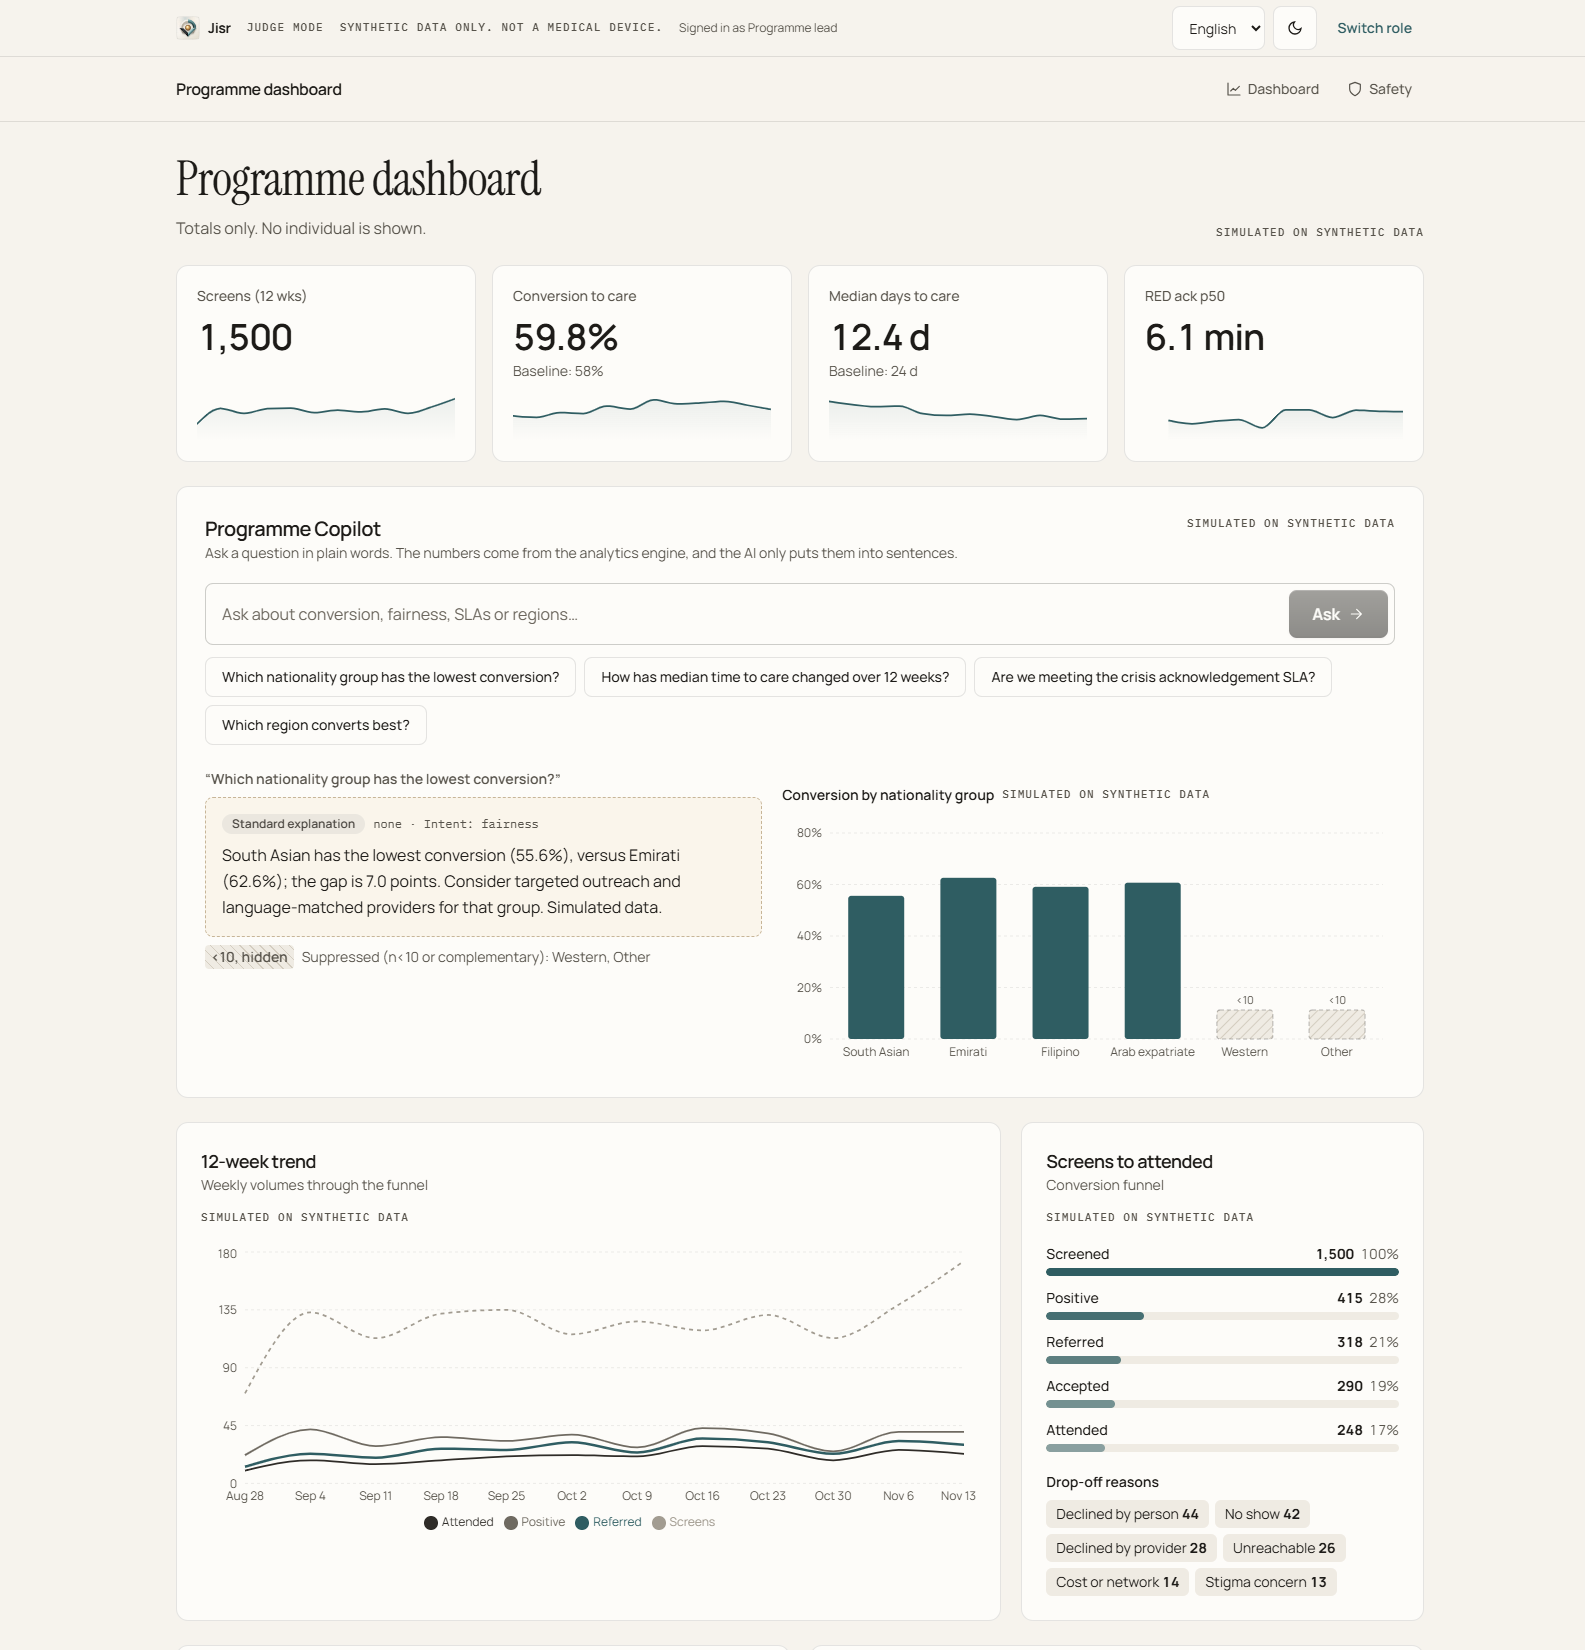 Jisr JUDGE MODE SYNTHETIC DATA ONLY. NOT A MEDICAL DEVICE. Signed in as Programme lead English Switch role
Programme dashboard Dashboard Safety
Programme dashboard
Totals only. No individual is shown.
SIMULATED ON SYNTHETIC DATA
Screens (12 wks)
1,500
Conversion to care
59.8%
Baseline: 58%
Median days to care
12.4 d
Baseline: 24 d
RED ack p50
6.1 min
Programme Copilot
SIMULATED ON SYNTHETIC DATA
Ask a question in plain words. The numbers come from the analytics engine, and the AI only puts them into sentences.
Ask about conversion, fairness, SLAs or regions…
Ask →
Which nationality group has the lowest conversion?
How has median time to care changed over 12 weeks?
Are we meeting the crisis acknowledgement SLA?
Which region converts best?
“Which nationality group has the lowest conversion?”
Standard explanation none · Intent: fairness
South Asian has the lowest conversion (55.6%), versus Emirati
(62.6%); the gap is 7.0 points. Consider targeted outreach and
language-matched providers for that group. Simulated data.
<10, hidden Suppressed (n<10 or complementary): Western, Other
Conversion by nationality group SIMULATED ON SYNTHETIC DATA
80%
60%
40%
20%
0%
<10 <10
South Asian Emirati Filipino Arab expatriate Western Other
12-week trend
Weekly volumes through the funnel
SIMULATED ON SYNTHETIC DATA
180
135
90
45
0
Aug 28 Sep 4 Sep 11 Sep 18 Sep 25 Oct 2 Oct 9 Oct 16 Oct 23 Oct 30 Nov 6 Nov 13
Attended Positive Referred Screens
Screens to attended
Conversion funnel
SIMULATED ON SYNTHETIC DATA
Screened 1,500 100%
Positive 415 28%
Referred 318 21%
Accepted 290 19%
Attended 248 17%
Drop-off reasons
Declined by person 44 No show 42
Declined by provider 28 Unreachable 26
Cost or network 14 Stigma concern 13